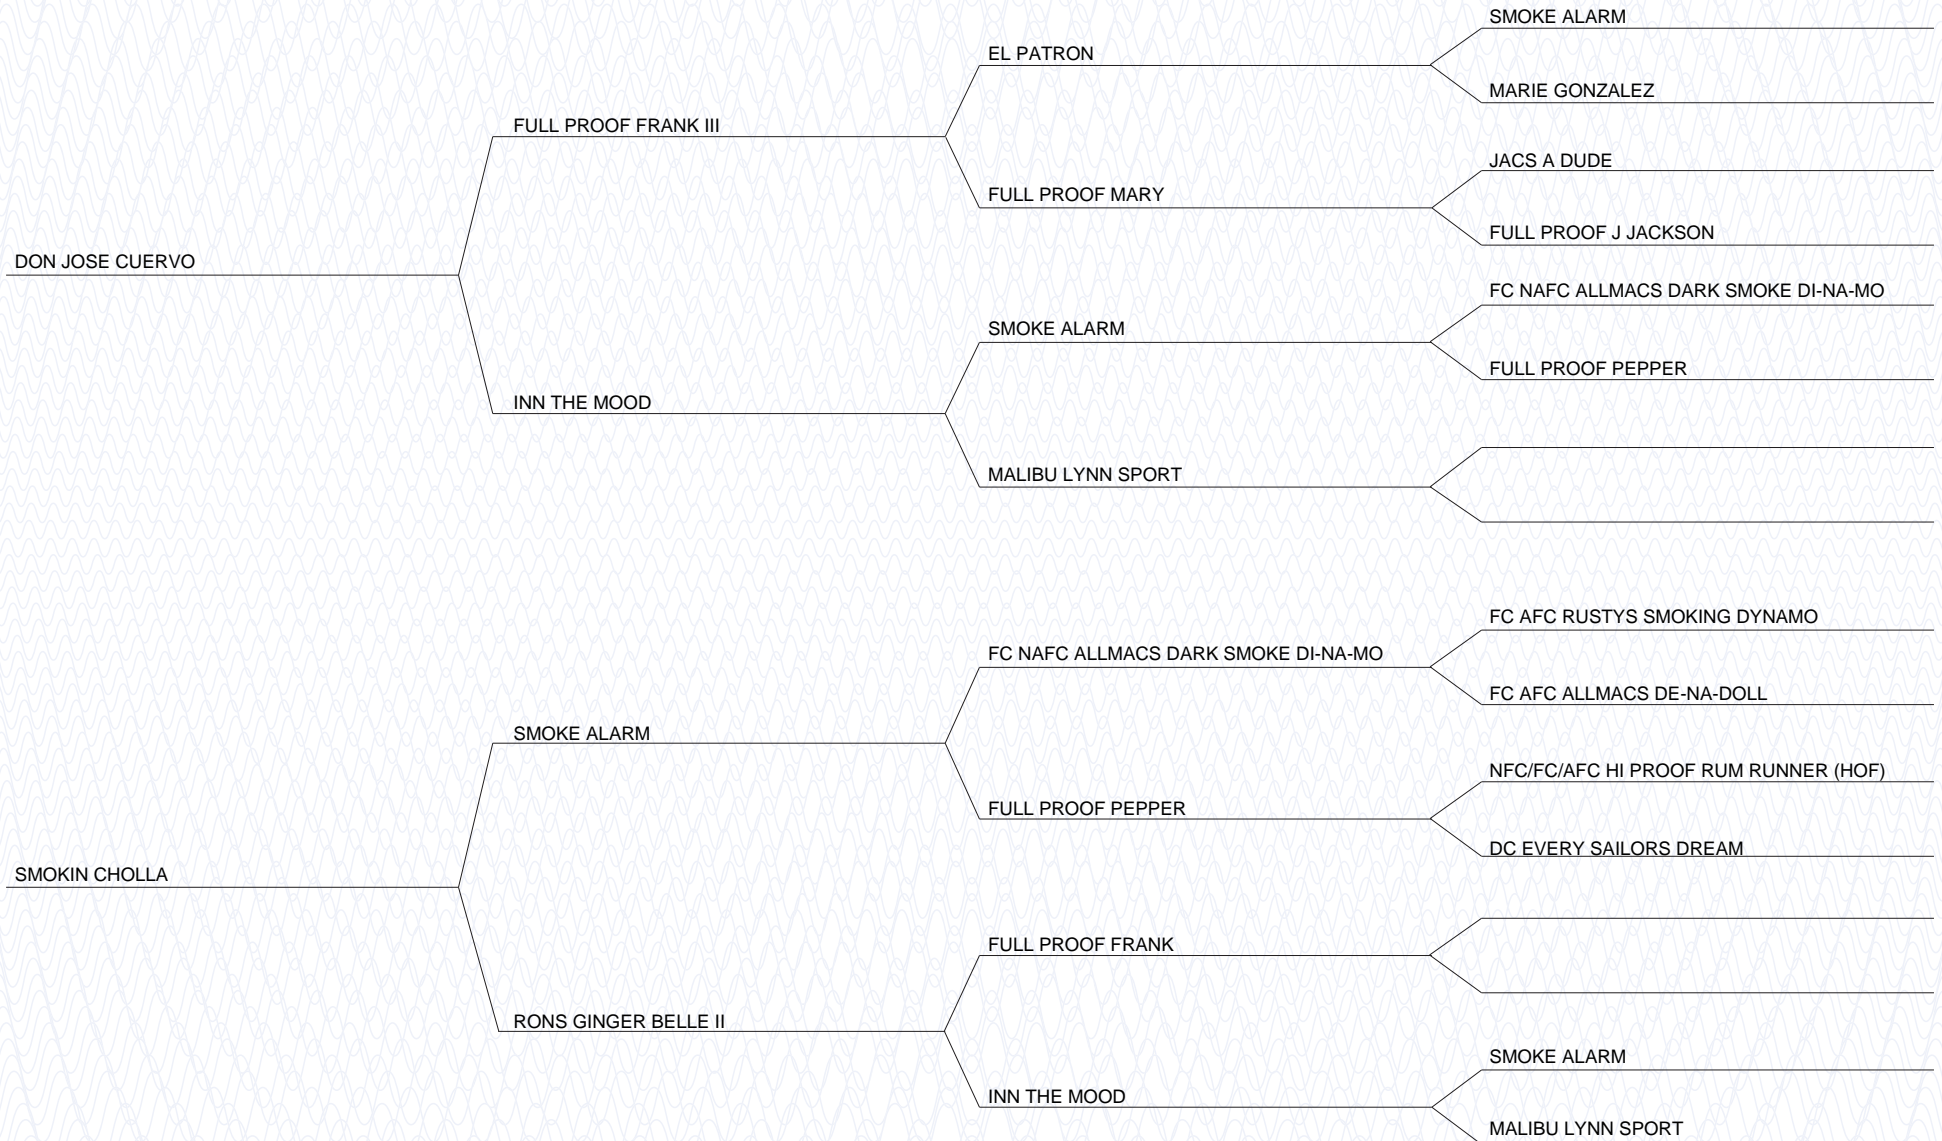 SMOKE ALARM
EL PATRON
MARIE GONZALEZ
FULL PROOF FRANK III
JACS A DUDE
FULL PROOF MARY
FULL PROOF J JACKSON
DON JOSE CUERVO
FC NAFC ALLMACS DARK SMOKE DI-NA-MO
SMOKE ALARM
FULL PROOF PEPPER
INN THE MOOD
MALIBU LYNN SPORT
FC AFC RUSTYS SMOKING DYNAMO
FC NAFC ALLMACS DARK SMOKE DI-NA-MO
FC AFC ALLMACS DE-NA-DOLL
SMOKE ALARM
NFC/FC/AFC HI PROOF RUM RUNNER (HOF)
FULL PROOF PEPPER
DC EVERY SAILORS DREAM
SMOKIN CHOLLA
FULL PROOF FRANK
RONS GINGER BELLE II
SMOKE ALARM
INN THE MOOD
MALIBU LYNN SPORT